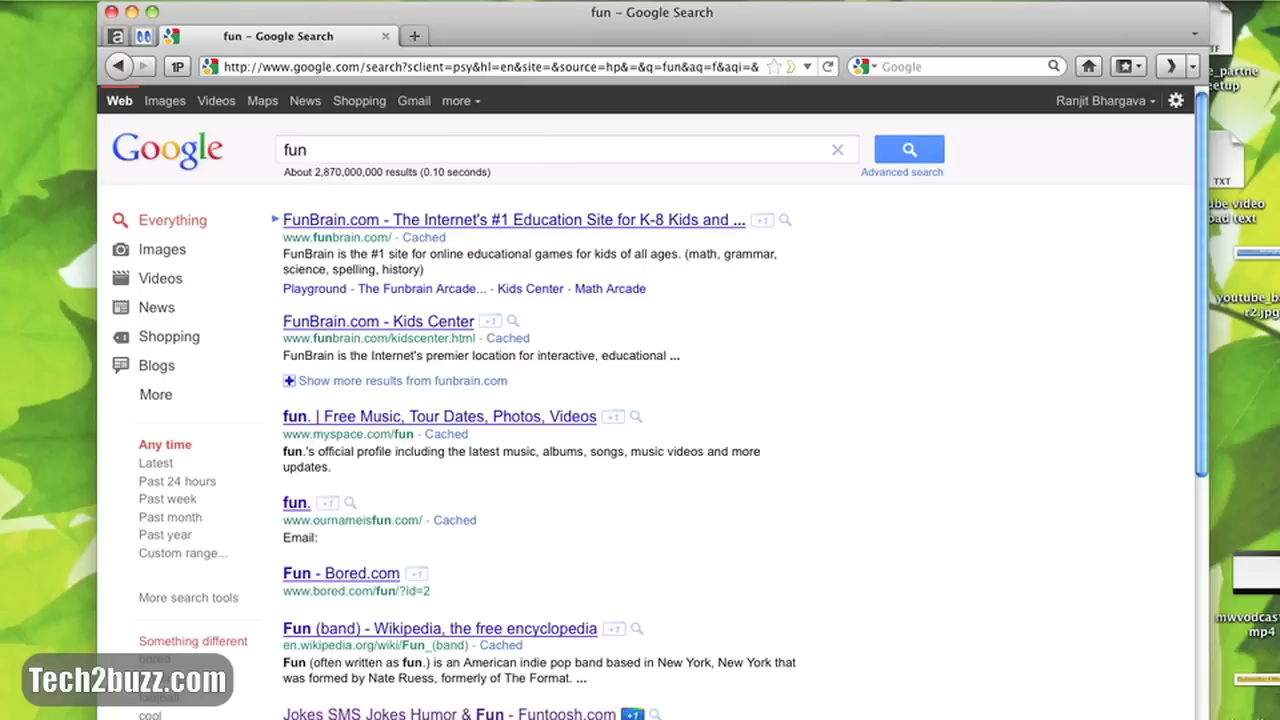 fun - Google Search
fun - Google Search
1P
http://www.google.com/search?sclient=psy&hl=en&site=&source=hp&=&q=fun&aq=f&aqi=&
Google
Web Images Videos Maps News Shopping Gmail more
Ranjit Bhargava
Google
fun
About 2,870,000,000 results (0.10 seconds)
Advanced search
Everything
Images
Videos
News
Shopping
Blogs
More
Any time
Latest
Past 24 hours
Past week
Past month
Past year
Custom range...
More search tools
Something different
bored
football
cool
FunBrain.com - The Internet's #1 Education Site for K-8 Kids and ... +1
www.funbrain.com/ - Cached
FunBrain is the #1 site for online educational games for kids of all ages. (math, grammar,
science, spelling, history)
Playground - The Funbrain Arcade... - Kids Center - Math Arcade
FunBrain.com - Kids Center +1
www.funbrain.com/kidscenter.html - Cached
FunBrain is the Internet's premier location for interactive, educational ...
Show more results from funbrain.com
fun. | Free Music, Tour Dates, Photos, Videos +1
www.myspace.com/fun - Cached
fun.'s official profile including the latest music, albums, songs, music videos and more
updates.
fun. +1
www.ournameisfun.com/ - Cached
Email:
Fun - Bored.com +1
www.bored.com/fun/?id=2
Fun (band) - Wikipedia, the free encyclopedia +1
en.wikipedia.org/wiki/Fun_(band) - Cached
Fun (often written as fun.) is an American indie pop band based in New York, New York that
was formed by Nate Ruess, formerly of The Format. ...
Jokes SMS Jokes Humor & Fun - Funtoosh.com +1
TXT
mwvodcas
mp4
Tech2buzz.com